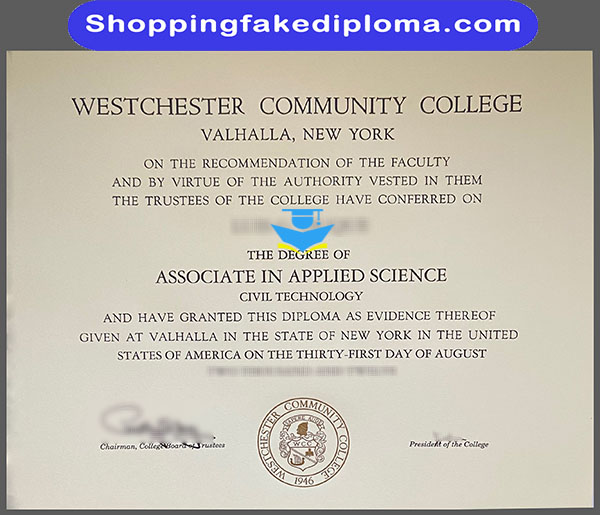 Shoppingfakediploma.com
WESTCHESTER COMMUNITY COLLEGE
VALHALLA, NEW YORK
ON THE RECOMMENDATION OF THE FACULTY
AND BY VIRTUE OF THE AUTHORITY VESTED IN THEM
THE TRUSTEES OF THE COLLEGE HAVE CONFERRED ON
THE DEGREE OF
ASSOCIATE IN APPLIED SCIENCE
CIVIL TECHNOLOGY
AND HAVE GRANTED THIS DIPLOMA AS EVIDENCE THEREOF
GIVEN AT VALHALLA IN THE STATE OF NEW YORK IN THE UNITED
STATES OF AMERICA ON THE THIRTY-FIRST DAY OF AUGUST
Chairman, College Board of Trustees
WESTCHESTER COMMUNITY COLLEGE
SAPERE AUDE
WCC
1946
President of the College